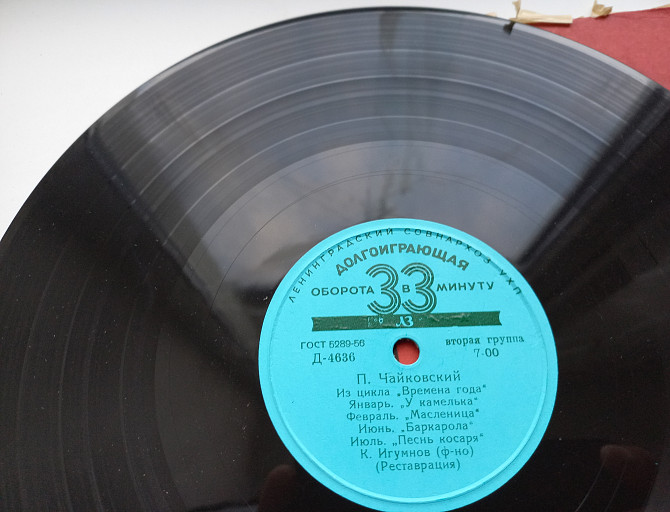 ЛЕНИНГРАДСКИЙ СОВНАРХОЗ УХП
ДОЛГОИГРАЮЩАЯ
33
ОБОРОТА В МИНУТУ
ГОСТ 5289-56
Д-4636
вторая группа
7-00
П. Чайковский
Из цикла „Времена года"
Январь. „У камелька"
Февраль. „Масленица"
Июнь. „Баркарола"
Июль. „Песнь косаря"
К. Игумнов (ф-но)
(Реставрация)